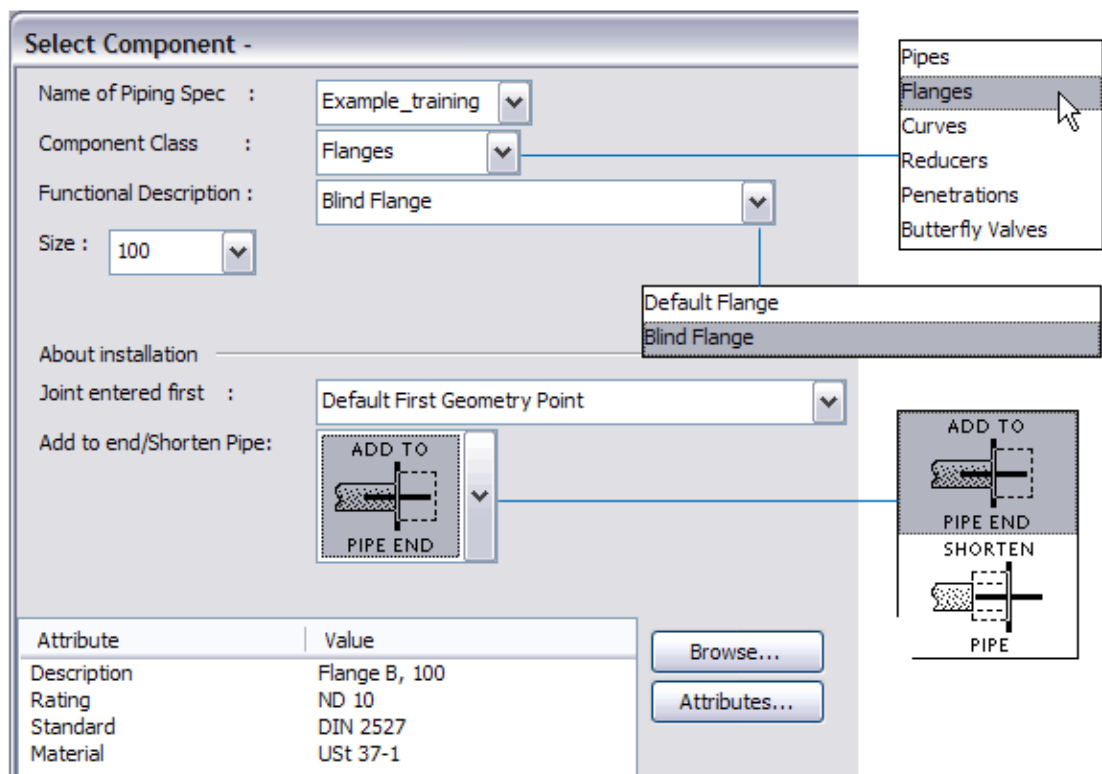 Select Component -
Name of Piping Spec : Example_training
Component Class : Flanges
Functional Description : Blind Flange
Size : 100
About installation
Joint entered first : Default First Geometry Point
Add to end/Shorten Pipe:
ADD TO
PIPE END
Attribute Value
Description Flange B, 100
Rating ND 10
Standard DIN 2527
Material USt 37-1
Browse...
Attributes...
Pipes
Flanges
Curves
Reducers
Penetrations
Butterfly Valves
Default Flange
Blind Flange
ADD TO
PIPE END
SHORTEN
PIPE